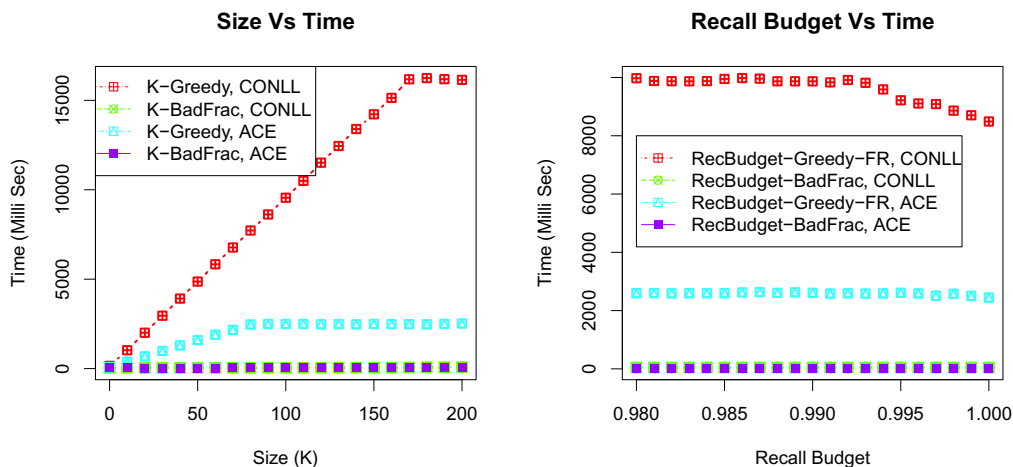 Size Vs Time
K−Greedy, CONLL
K−BadFrac, CONLL
K−Greedy, ACE
K−BadFrac, ACE
Time (Milli Sec)
0
5000
10000
15000
0
50
100
150
200
Size (K)
Recall Budget Vs Time
RecBudget−Greedy−FR, CONLL
RecBudget−BadFrac, CONLL
RecBudget−Greedy−FR, ACE
RecBudget−BadFrac, ACE
Time (Milli Sec)
0
2000
4000
6000
8000
0.980
0.985
0.990
0.995
1.000
Recall Budget